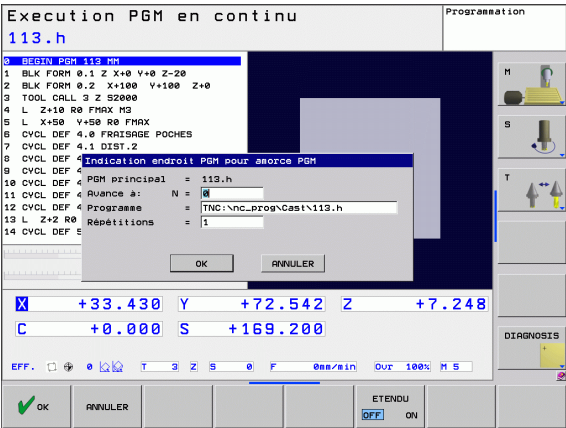 Execution PGM en continu
Programmation
113.h
0 BEGIN PGM 113 MM
1 BLK FORM 0.1 Z X+0 Y+0 Z-20
2 BLK FORM 0.2 X+100 Y+100 Z+0
3 TOOL CALL 3 Z S2000
4 L Z+10 R0 FMAX M3
5 L X+50 Y+50 R0 FMAX
6 CYCL DEF 4.0 FRAISAGE POCHES
7 CYCL DEF 4.1 DIST.2
8 CYCL DEF 4
9 CYCL DEF 4
10 CYCL DEF 4
11 CYCL DEF 4
12 CYCL DEF 4
13 L Z+2 R0
14 CYCL DEF 5
Indication endroit PGM pour amorce PGM
PGM principal = 113.h
Avance à: N = 0
Programme = TNC:\nc_prog\Cast\113.h
Répétitions = 1
OK ANNULER
M
S
T
DIAGNOSIS
X +33.430 Y +72.542 Z +7.248
C +0.000 S +169.200
EFF. 0 T 3 Z S 0 F 0mm/min Ovr 100% M 5
OK
ANNULER
ETENDU
OFF ON